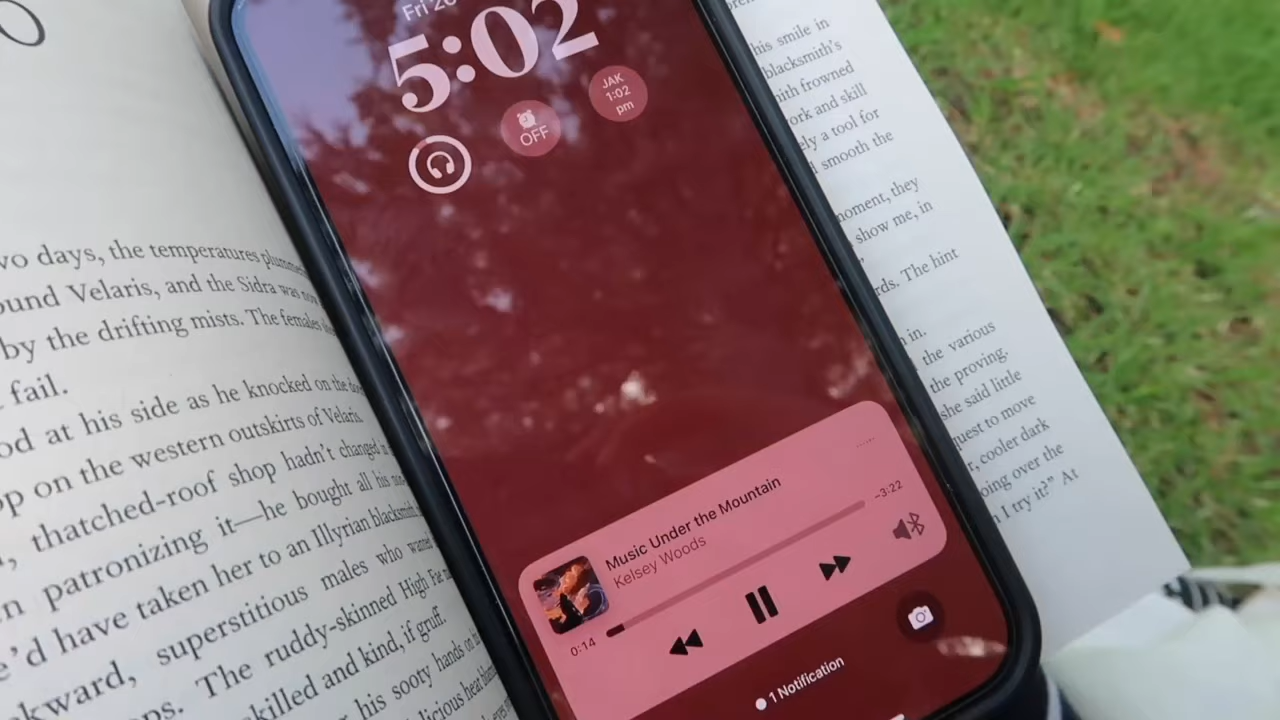 wo days, the temperatures
ound Velaris, and the Sidra was now
by the drifting mists. The females
fail.
od at his side as he knocked on the
op on the western outskirts of Velaris.
thatched-roof shop hadn't changed
patronizing it—he bought all his
e'd have taken her to an Illyrian blacksmith
kward, superstitious males who
ops. The ruddy-skinned High Fae
skilled and kind, if gruff.
his sooty hands on
Fri
5:02
OFF
JAK
1:02
pm
Music Under the Mountain
Kelsey Woods
0:14
-3:22
1 Notification
his smile in
blacksmith's
ith frowned
ork and skill
ely a tool for
smooth the
moment, they
show me, in
rds. The hint
in.
the various
the proving.
she said little
quest to move
r, cooler dark
oing over the
I try it?" At